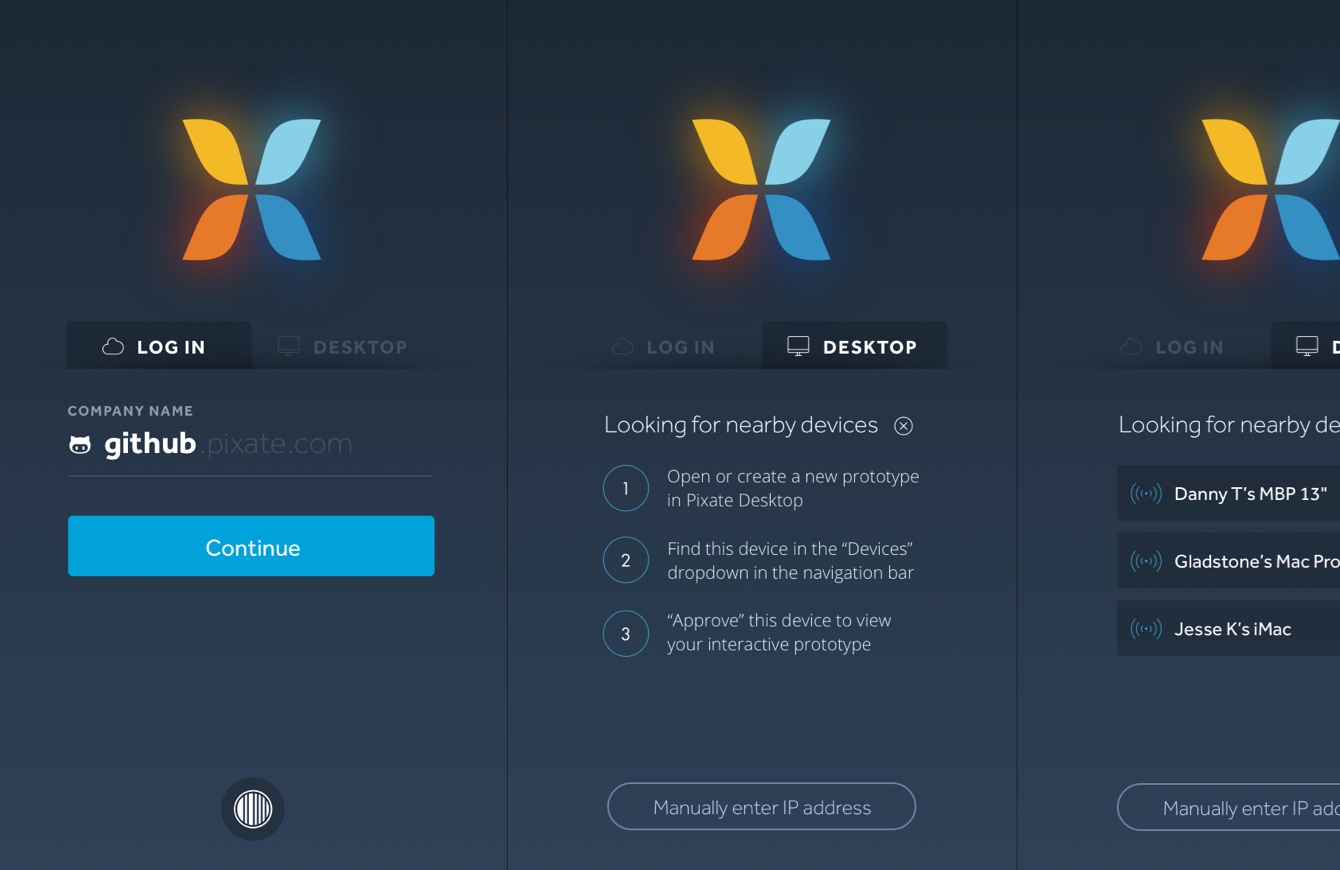 LOG IN
DESKTOP
COMPANY NAME
github.pixate.com
Continue
LOG IN
DESKTOP
Looking for nearby devices
1
Open or create a new prototype
in Pixate Desktop
2
Find this device in the “Devices”
dropdown in the navigation bar
3
“Approve” this device to view
your interactive prototype
Manually enter IP address
LOG IN
D
Looking for nearby de
Danny T’s MBP 13"
Gladstone’s Mac Pro
Jesse K’s iMac
Manually enter IP add